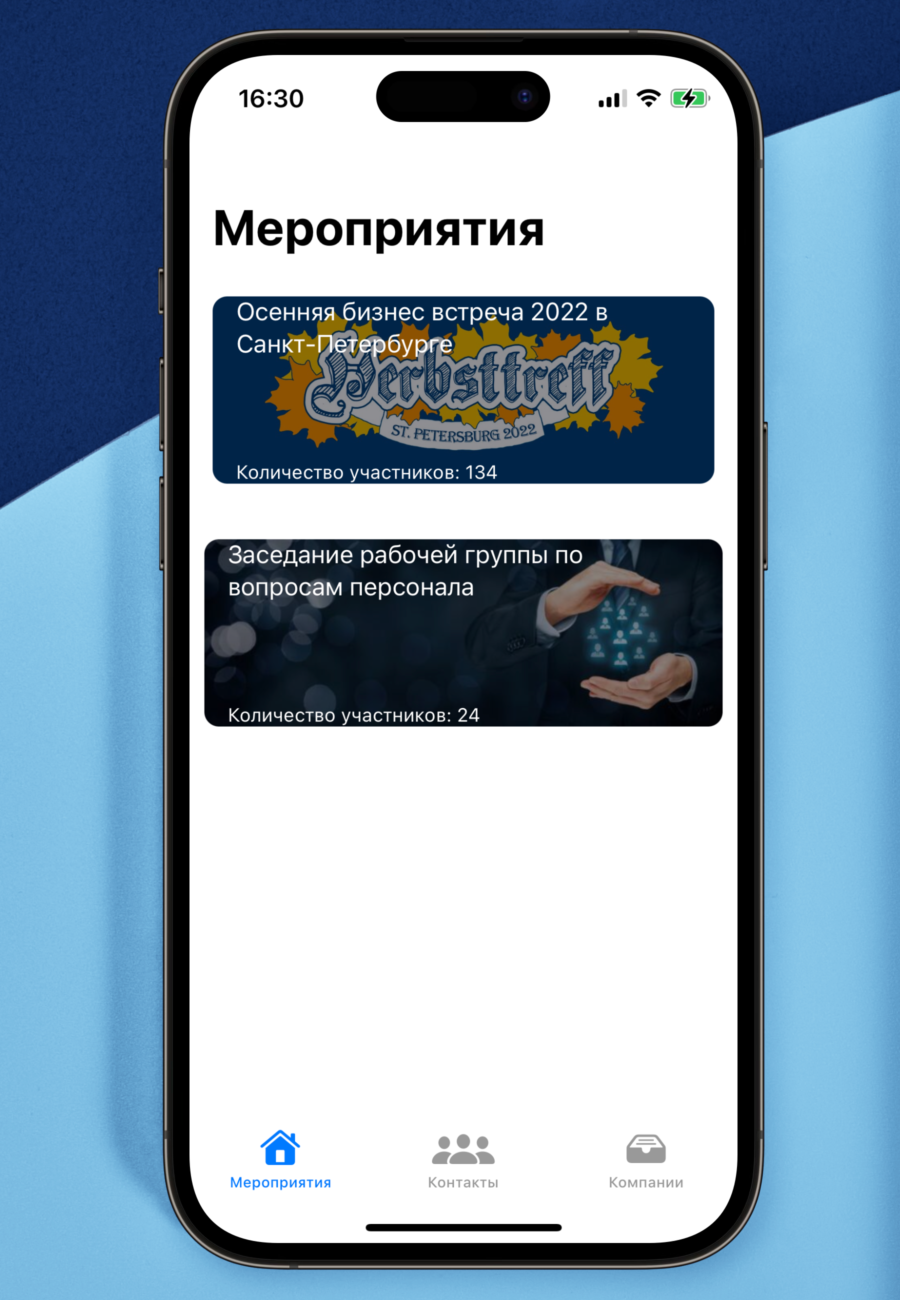 16:30
Мероприятия
Осенняя бизнес встреча 2022 в
Санкт-Петербурге
Herbsttreff
ST. PETERSBURG 2022
Количество участников: 134
Заседание рабочей группы по
вопросам персонала
Количество участников: 24
Мероприятия
Контакты
Компании